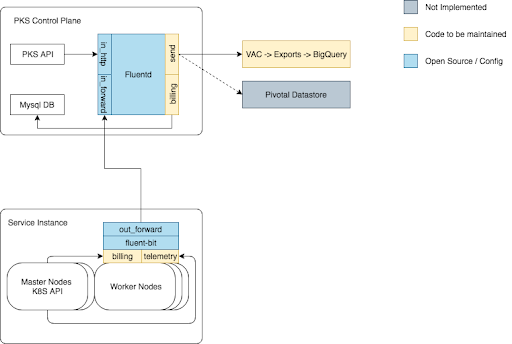 PKS Control Plane
PKS API
Mysql DB
in_http
in_forward
Fluentd
send
billing
VAC -> Exports -> BigQuery
Pivotal Datastore
Not Implemented
Code to be maintained
Open Source / Config
Service Instance
out_forward
fluent-bit
billing
telemetry
Master Nodes
K8S API
Worker Nodes